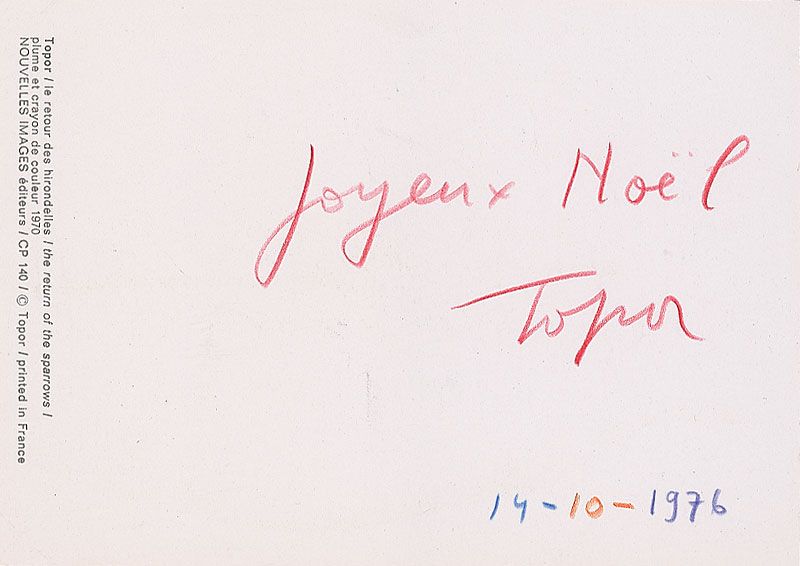 Topor / le retour des hirondelles / the return of the sparrows /
plume et crayon de couleur 1970
NOUVELLES IMAGES éditeurs / CP 140 / © Topor / printed in France
Joyeux Noël
Topor
14-10-1976